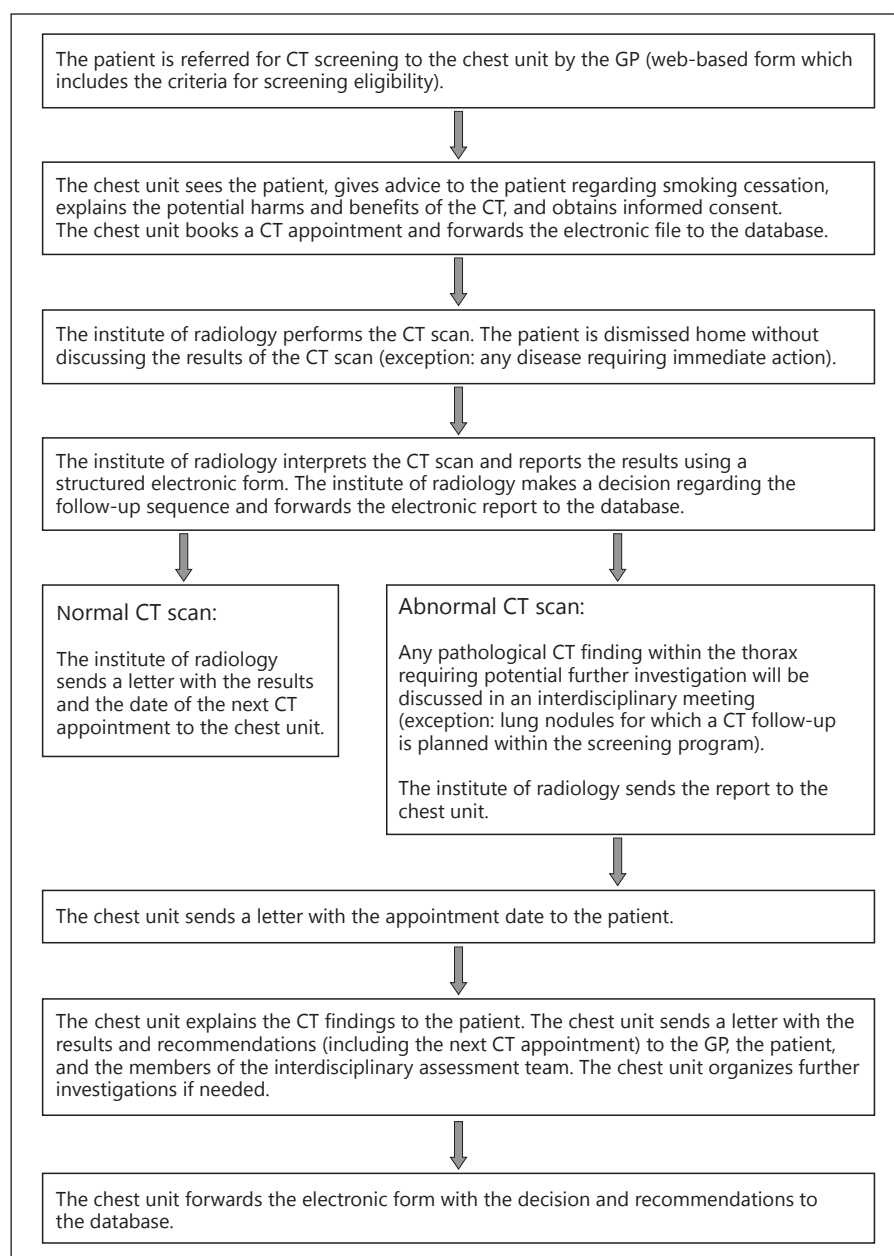 The patient is referred for CT screening to the chest unit by the GP (web-based form which
includes the criteria for screening eligibility).
The chest unit sees the patient, gives advice to the patient regarding smoking cessation,
explains the potential harms and benefits of the CT, and obtains informed consent.
The chest unit books a CT appointment and forwards the electronic file to the database.
The institute of radiology performs the CT scan. The patient is dismissed home without
discussing the results of the CT scan (exception: any disease requiring immediate action).
The institute of radiology interprets the CT scan and reports the results using a
structured electronic form. The institute of radiology makes a decision regarding the
follow-up sequence and forwards the electronic report to the database.
Normal CT scan:
The institute of radiology
sends a letter with the results
and the date of the next CT
appointment to the chest unit.
Abnormal CT scan:
Any pathological CT finding within the thorax
requiring potential further investigation will be
discussed in an interdisciplinary meeting
(exception: lung nodules for which a CT follow-up
is planned within the screening program).
The institute of radiology sends the report to the
chest unit.
The chest unit sends a letter with the appointment date to the patient.
The chest unit explains the CT findings to the patient. The chest unit sends a letter with the
results and recommendations (including the next CT appointment) to the GP, the patient,
and the members of the interdisciplinary assessment team. The chest unit organizes further
investigations if needed.
The chest unit forwards the electronic form with the decision and recommendations to
the database.